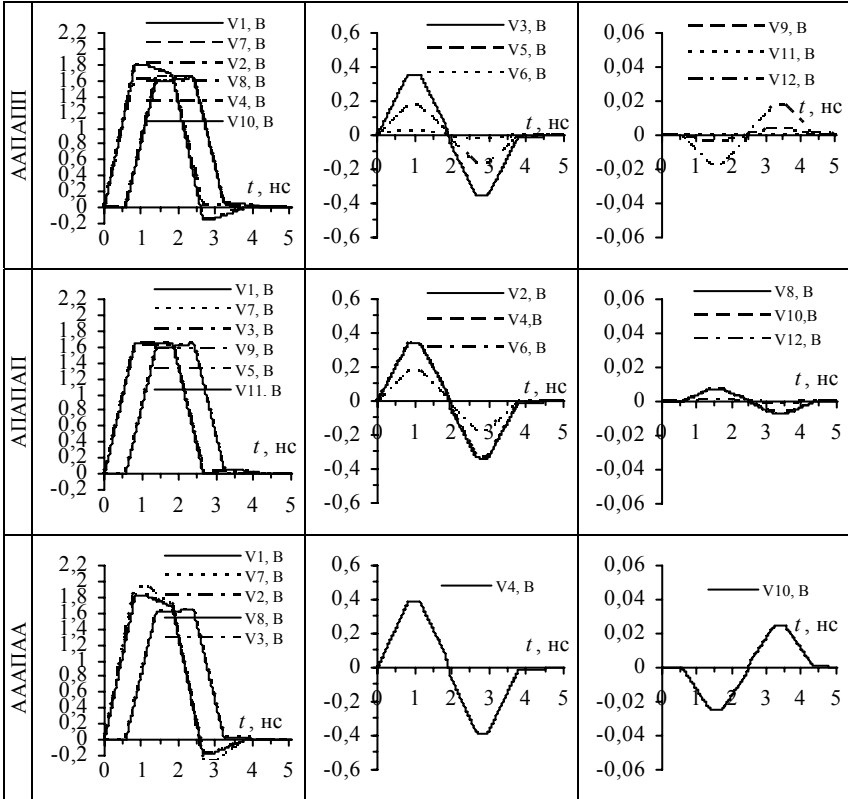 ААПАПП
2,2
2
1,8
1,6
1,4
1,2
1
0,8
0,6
0,4
0,2
0
-0,2
0 1 2 3 4 5
V1, В
V7, В
V2, В
V8, В
V4, В
V10, В
t, нс
0,6
0,4
0,2
0
-0,2
-0,4
-0,6
0 1 2 3 4 5
V3, В
V5, В
V6, В
t, нс
0,06
0,04
0,02
0
-0,02
-0,04
-0,06
0 1 2 3 4 5
V9, В
V11, В
V12, В
t, нс
АПАПАП
2,2
2
1,8
1,6
1,4
1,2
1
0,8
0,6
0,4
0,2
0
-0,2
0 1 2 3 4 5
V1, В
V7, В
V3, В
V9, В
V5, В
V11. В
t, нс
0,6
0,4
0,2
0
-0,2
-0,4
-0,6
0 1 2 3 4 5
V2, В
V4,В
V6, В
t, нс
0,06
0,04
0,02
0
-0,02
-0,04
-0,06
0 1 2 3 4 5
V8, В
V10,В
V12, В
t, нс
АААПАА
2,2
2
1,8
1,6
1,4
1,2
1
0,8
0,6
0,4
0,2
0
-0,2
0 1 2 3 4 5
V1, В
V7, В
V2, В
V8, В
V3, В
t, нс
0,6
0,4
0,2
0
-0,2
-0,4
-0,6
0 1 2 3 4 5
V4, В
t, нс
0,06
0,04
0,02
0
-0,02
-0,04
-0,06
0 1 2 3 4 5
V10, В
t, нс